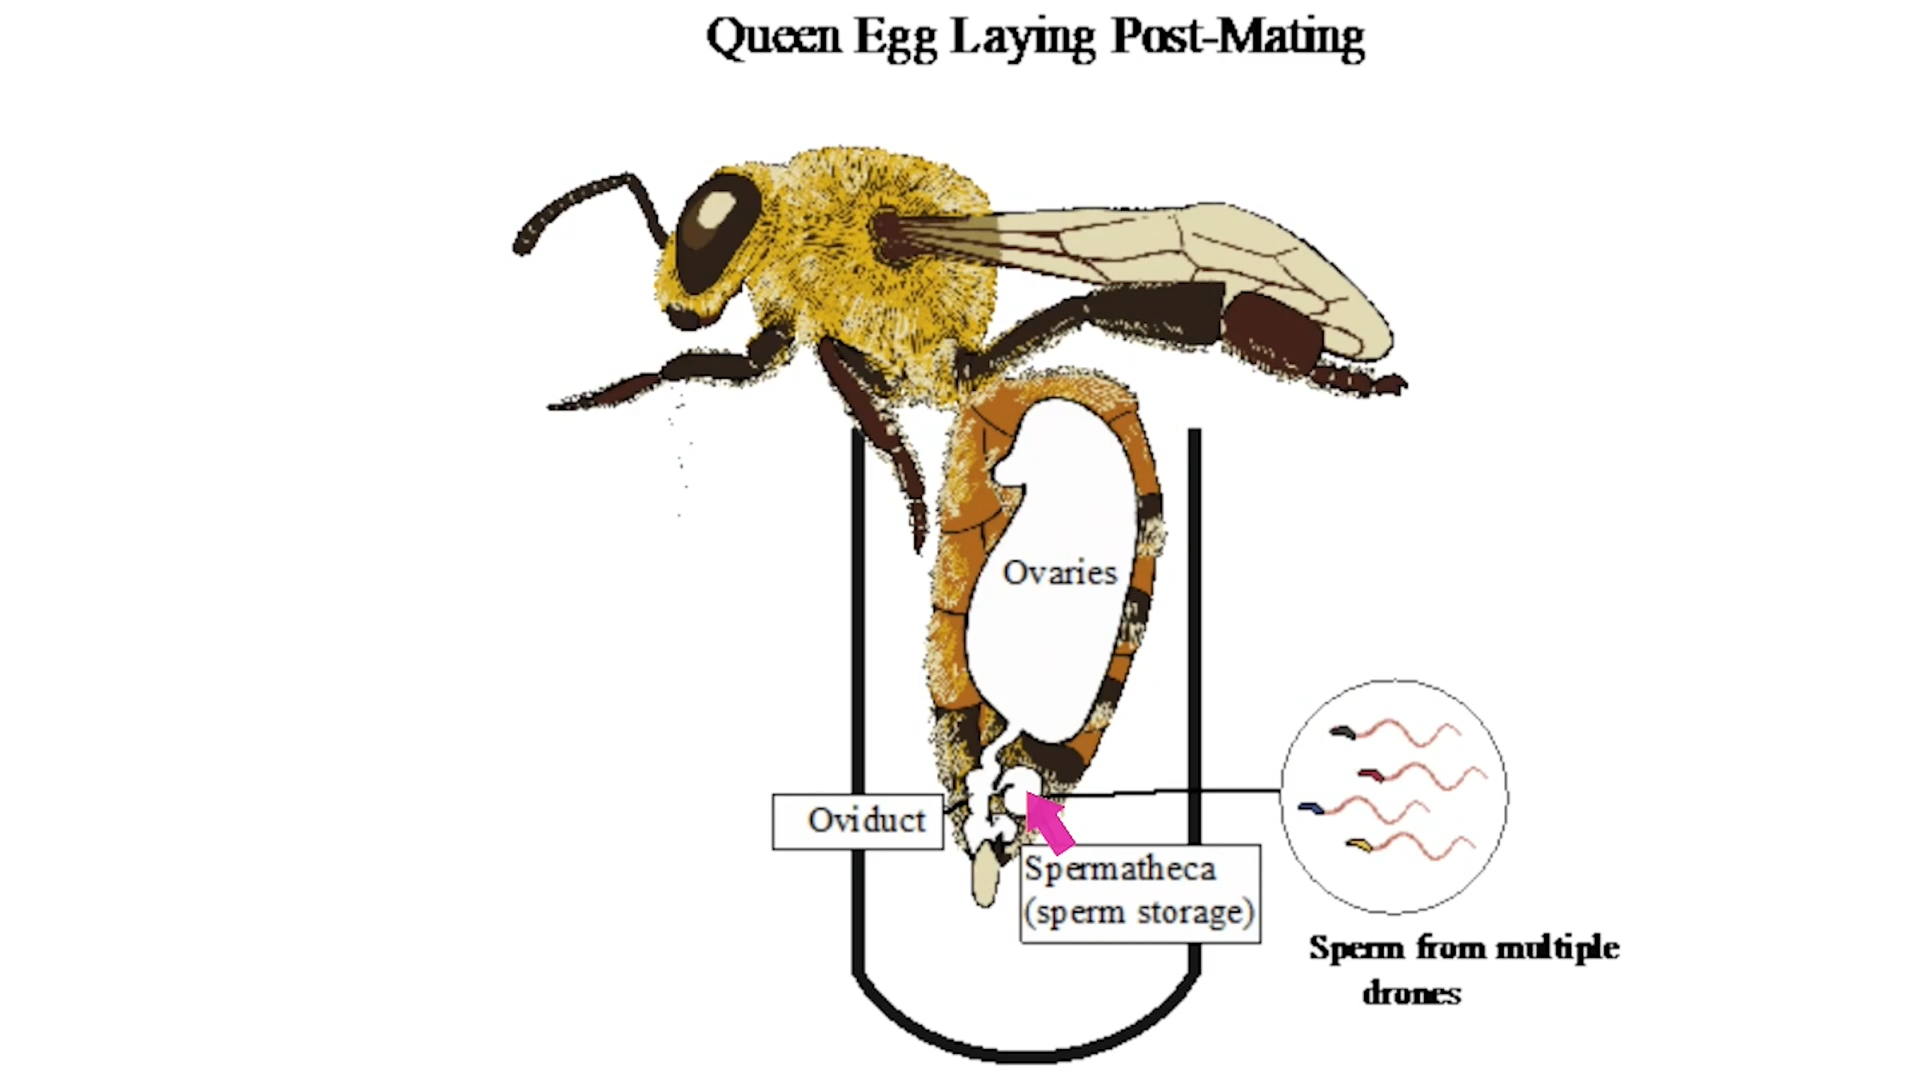 Queen Egg Laying Post-Mating
Ovaries
Oviduct
Spermatheca
(sperm storage)
Sperm from multiple
drones